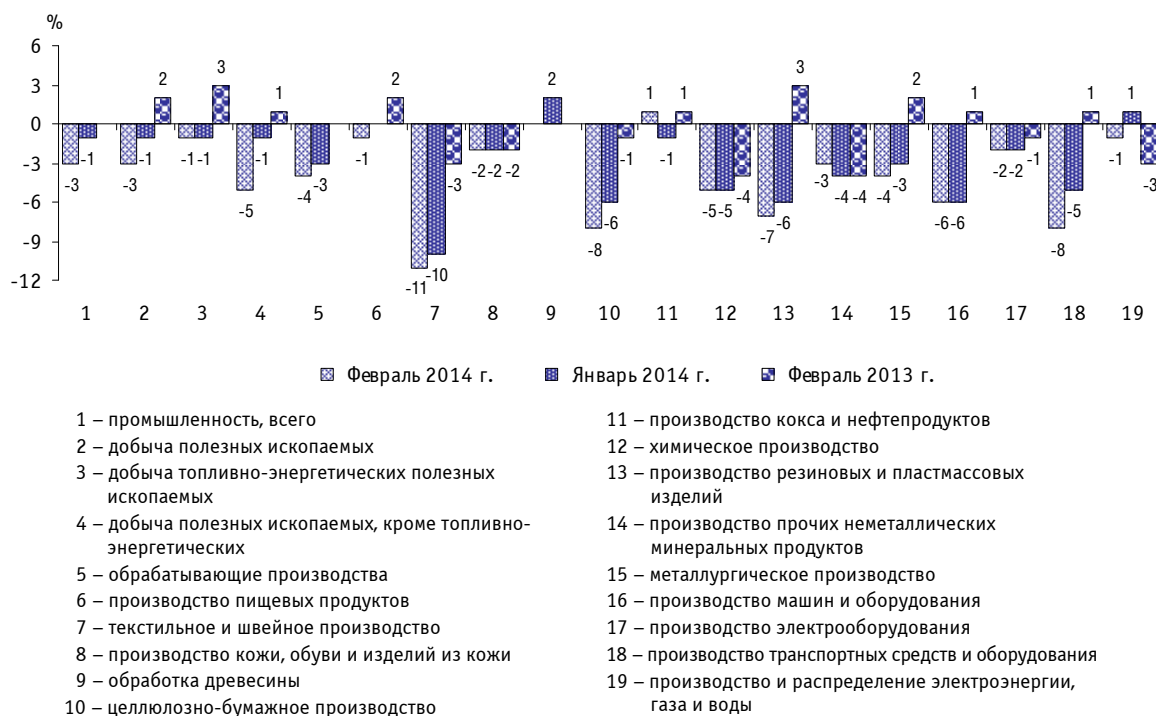 %
6
3
0
-3
-6
-9
-12
-3 -1
-3 -1 2
-1 -1 3
-5 -1 1
-4 -3
-1 2
-11 -10 -3
-2 -2 -2
2
-8 -6 -1
1 -1 1
-5 -5 -4
-7 -6 3
-3 -4 -4
-4 -3 2
-6 -6 1
-2 -2 -1
-8 -5 1
-1 1 -3
1 2 3 4 5 6 7 8 9 10 11 12 13 14 15 16 17 18 19
Февраль 2014 г. Январь 2014 г. Февраль 2013 г.
1 – промышленность, всего
2 – добыча полезных ископаемых
3 – добыча топливно-энергетических полезных
ископаемых
4 – добыча полезных ископаемых, кроме топливно-
энергетических
5 – обрабатывающие производства
6 – производство пищевых продуктов
7 – текстильное и швейное производство
8 – производство кожи, обуви и изделий из кожи
9 – обработка древесины
10 – целлюлозно-бумажное производство
11 – производство кокса и нефтепродуктов
12 – химическое производство
13 – производство резиновых и пластмассовых
изделий
14 – производство прочих неметаллических
минеральных продуктов
15 – металлургическое производство
16 – производство машин и оборудования
17 – производство электрооборудования
18 – производство транспортных средств и оборудования
19 – производство и распределение электроэнергии,
газа и воды